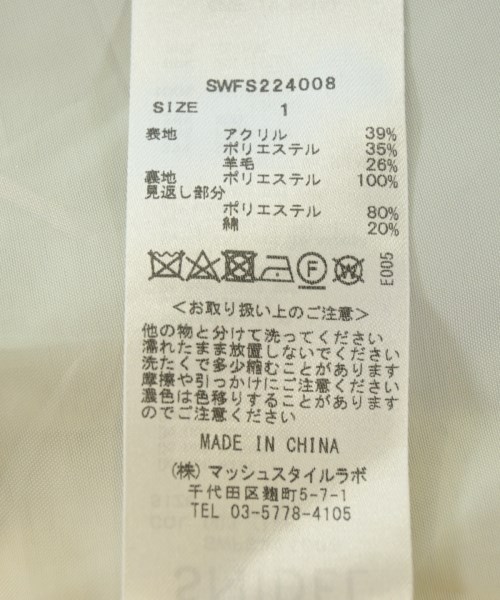 SWFS224008
SIZE 1
表地 アクリル 39%
ポリエステル 35%
羊毛 26%
裏地 ポリエステル 100%
見返し部分
ポリエステル 80%
綿 20%
F W E005
＜お取り扱い上のご注意＞
他の物と分けて洗ってください
濡れたまま放置しないでください
洗たくで多少縮むことがあります
摩擦や引っかけにご注意ください
濃色は色移りすることがあります
のでご注意ください
MADE IN CHINA
(株) マッシュスタイルラボ
千代田区麹町5-7-1
TEL 03-5778-4105